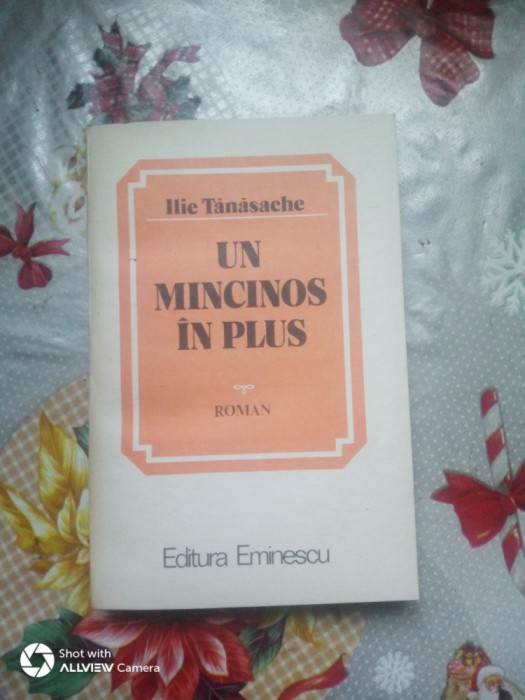 Ilie Tănăsache
UN
MINCINOS
ÎN PLUS
ROMAN
Editura Eminescu
Shot with
ALLVIEW Camera